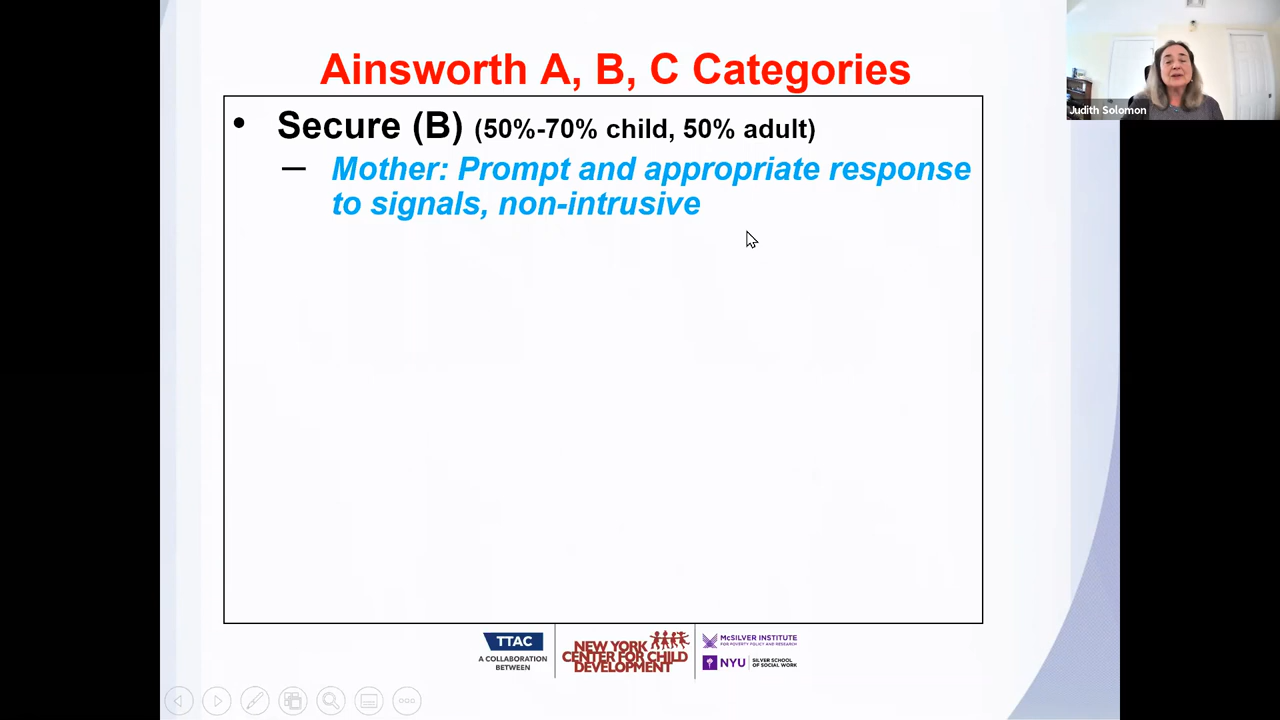 Ainsworth A, B, C Categories
Judith Solomon
• Secure (B) (50%-70% child, 50% adult)
– Mother: Prompt and appropriate response
to signals, non-intrusive
TTAC
A COLLABORATION
BETWEEN
NEW YORK
CENTER FOR CHILD
DEVELOPMENT
McSILVER INSTITUTE
FOR POVERTY POLICY AND RESEARCH
NYU SILVER SCHOOL
OF SOCIAL WORK